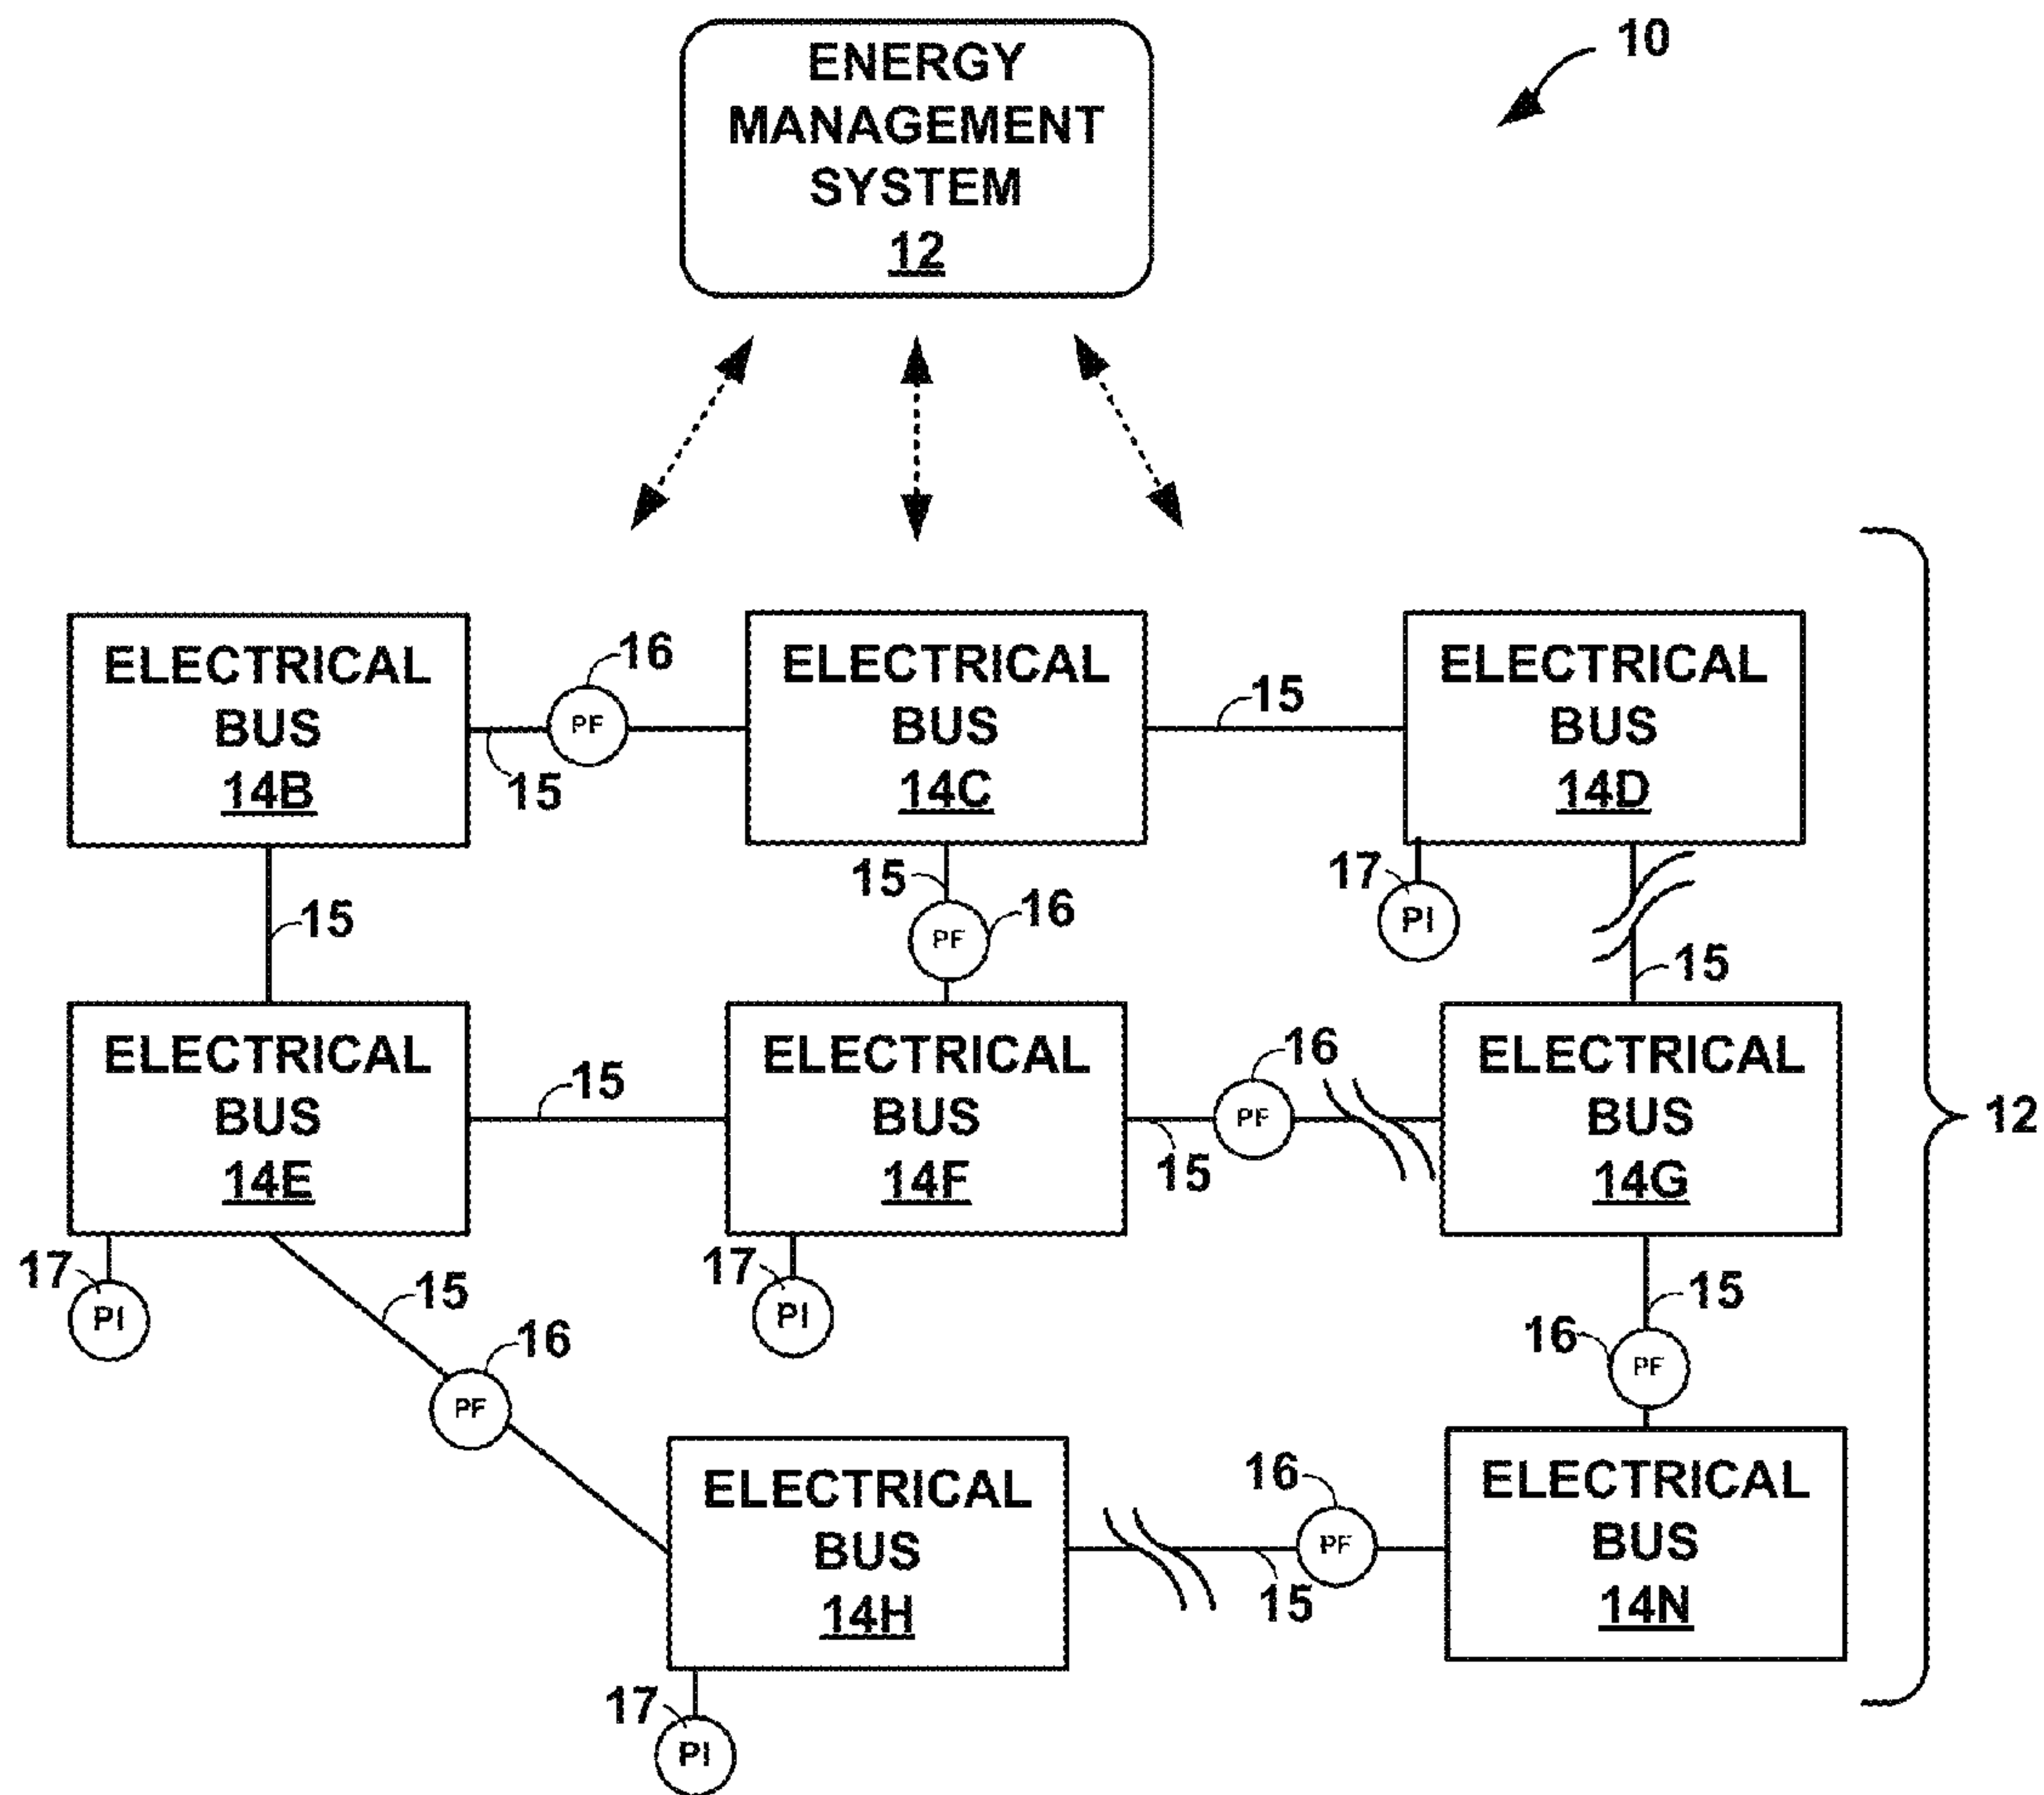 10
ENERGY
MANAGEMENT
SYSTEM
12
ELECTRICAL
BUS
14B
16
PF
15
ELECTRICAL
BUS
14C
15
ELECTRICAL
BUS
14D
15
15
16
PF
17
PI
15
ELECTRICAL
BUS
14E
15
ELECTRICAL
BUS
14F
16
PF
15
ELECTRICAL
BUS
14G
12
17
PI
15
16
PF
17
PI
15
16
PF
ELECTRICAL
BUS
14H
16
PF
15
ELECTRICAL
BUS
14N
17
PI